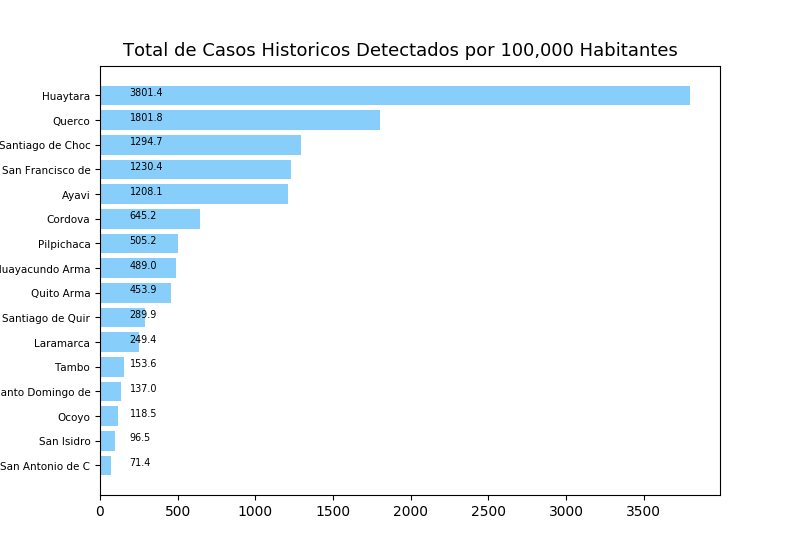 Total de Casos Historicos Detectados por 100,000 Habitantes
Huaytara 3801.4
Querco 1801.8
Santiago de Choc 1294.7
San Francisco de 1230.4
Ayavi 1208.1
Cordova 645.2
Pilpichaca 505.2
uayacundo Arma 489.0
Quito Arma 453.9
Santiago de Quir 289.9
Laramarca 249.4
Tambo 153.6
anto Domingo de 137.0
Ocoyo 118.5
San Isidro 96.5
San Antonio de C 71.4
0 500 1000 1500 2000 2500 3000 3500